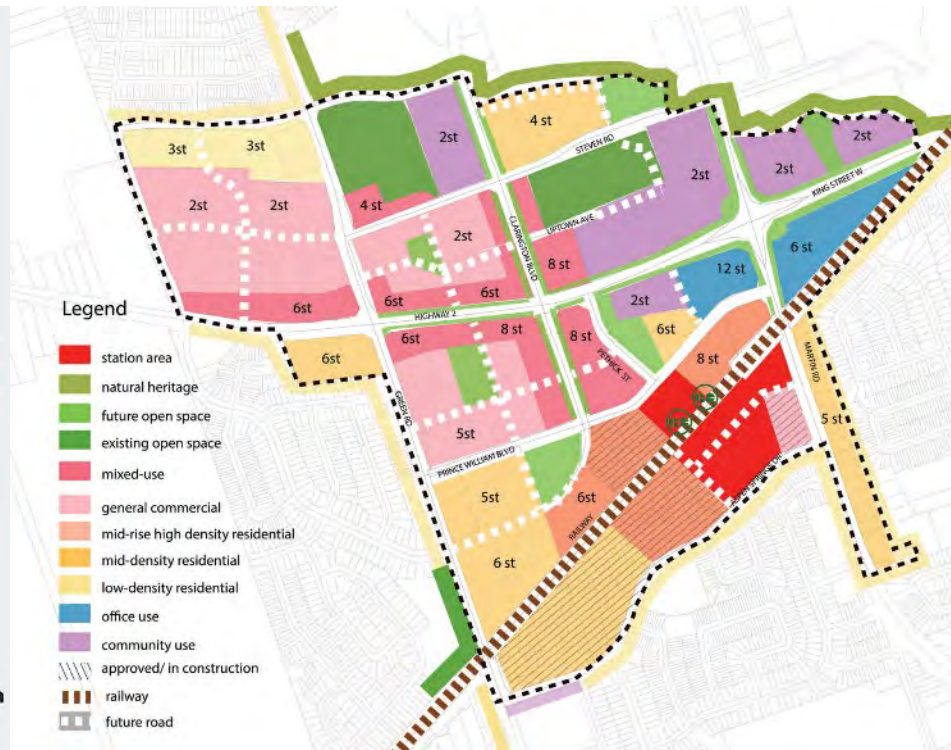 4 st
2st
STEVEN RD
3st
3st
2st
2st
2st
KING STREET W
2st
2st
4 st
2st
UPTOWN AVE
CLARINGTON BLVD
8 st
6 st
12 st
6st
6st
6st
HIGHWAY 2
2st
6st
8 st
6st
8 st
8 st
PETHICK ST
MARTIN RD
6st
GREEN RD
5st
5 st
PRINCE WILLIAM BLVD
5st
6st
RAILWAY
6 st
Legend
station area
natural heritage
future open space
existing open space
mixed-use
general commercial
mid-rise high density residential
mid-density residential
low-density residential
office use
community use
approved/ in construction
railway
future road